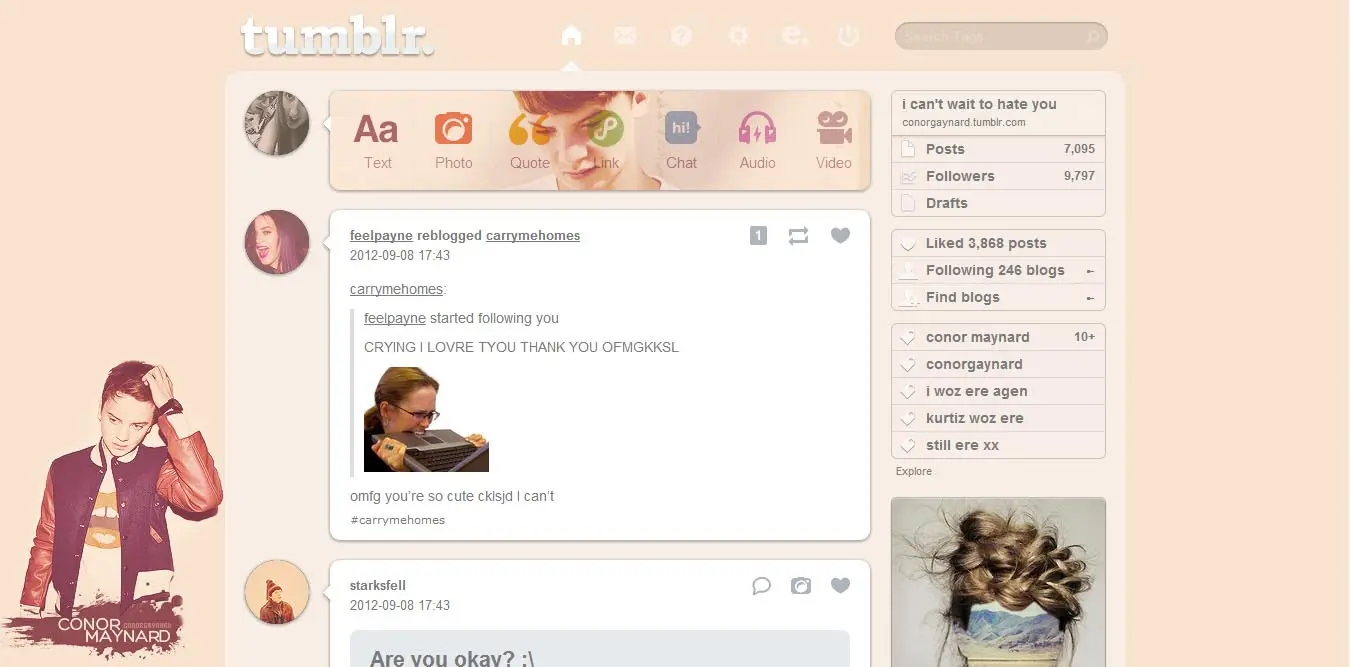 tumblr.
Search Tags
Aa
hi!
Text Photo Quote Link Chat Audio Video
feelpayne reblogged carrymehomes
1
2012-09-08 17:43
carrymehomes:
feelpayne started following you
CRYING I LOVRE TYOU THANK YOU OFMGKKSL
omfg you're so cute cklsjd I can't
#carrymehomes
starksfell
2012-09-08 17:43
Are you okay? :\
i can't wait to hate you
conorgaynard.tumblr.com
Posts 7,095
Followers 9,797
Drafts
Liked 3,868 posts
Following 246 blogs
Find blogs
conor maynard 10+
conorgaynard
i woz ere agen
kurtiz woz ere
still ere xx
Explore
CONOR CONORGAYNARD
MAYNARD